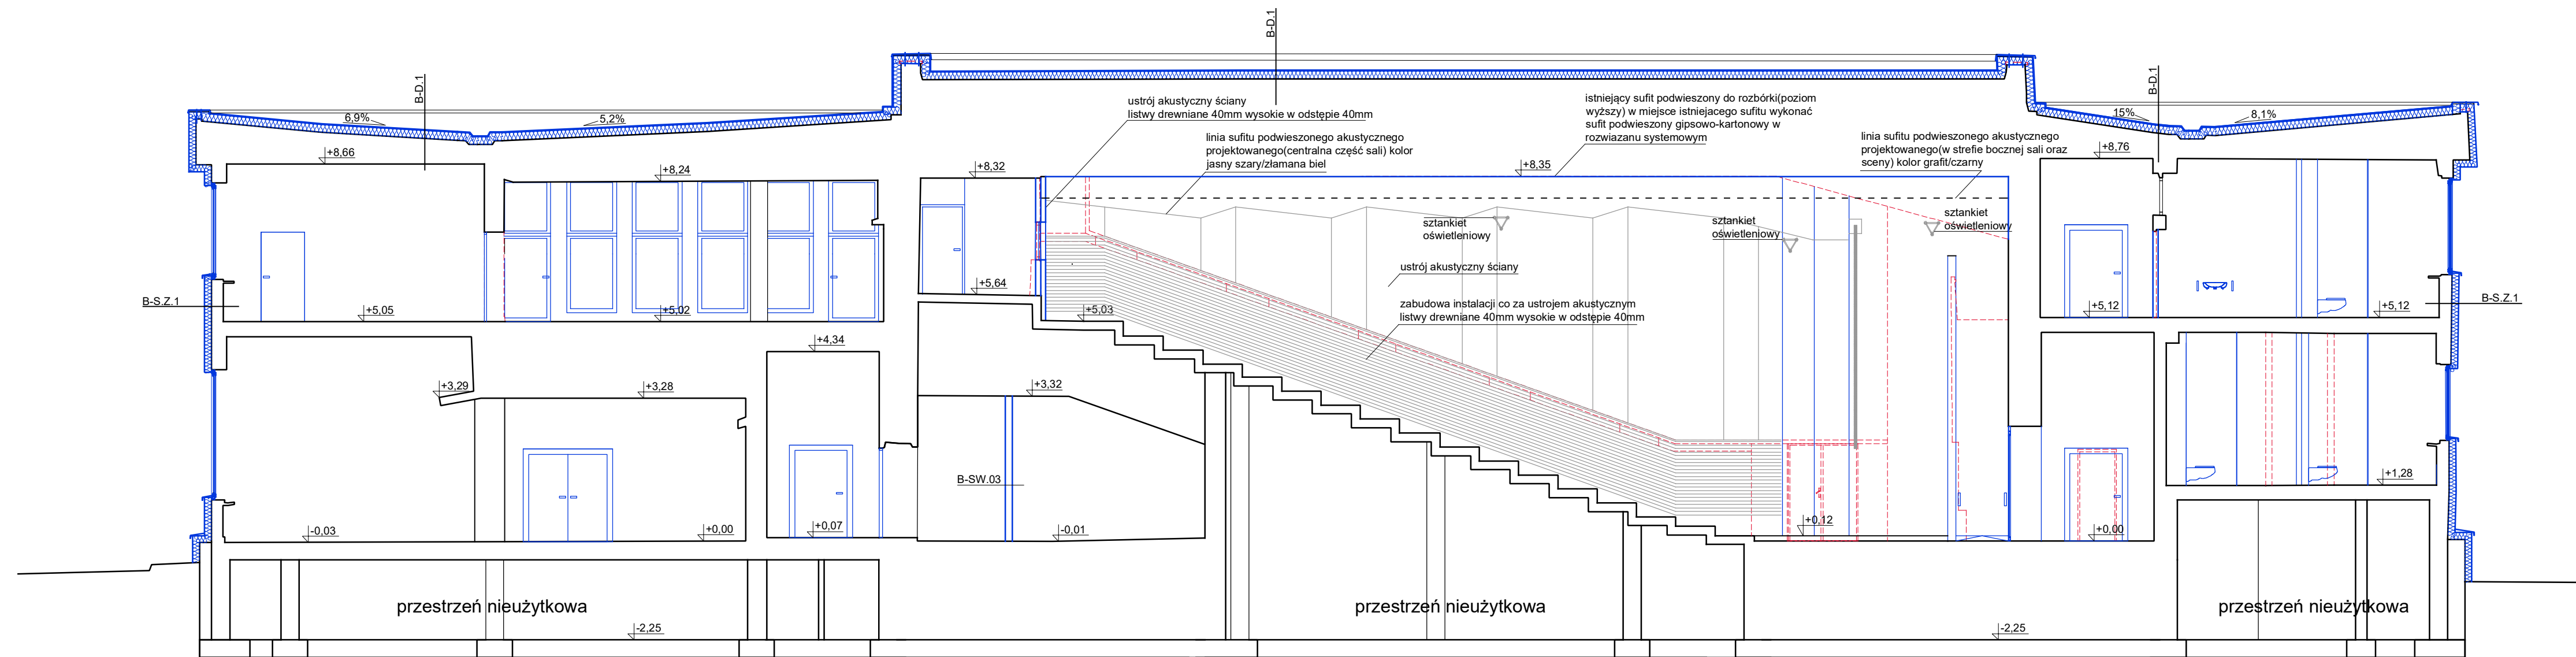 B-D.1
B-D.1
B-D.1
6,9%
5,2%
15%
8,1%
ustrój akustyczny ściany
listwy drewniane 40mm wysokie w odstępie 40mm
linia sufitu podwieszonego akustycznego
projektowanego(centralna część sali) kolor
jasny szary/złamana biel
istniejący sufit podwieszony do rozbórki(poziom
wyższy) w miejsce istniejacego sufitu wykonać
sufit podwieszony gipsowo-kartonowy w
rozwiazanu systemowym
linia sufitu podwieszonego akustycznego
projektowanego(w strefie bocznej sali oraz
sceny) kolor grafit/czarny
+8,66
+8,24
+8,32
+8,35
+8,76
sztankiet
oświetleniowy
sztankiet
oświetleniowy
sztankiet
oświetleniowy
ustrój akustyczny ściany
zabudowa instalacji co za ustrojem akustycznym
listwy drewniane 40mm wysokie w odstępie 40mm
B-S.Z.1
B-S.Z.1
+5,05
+5,02
+5,64
+5,03
+5,12
+5,12
+4,34
+3,29
+3,28
+3,32
B-SW.03
+1,28
-0,03
+0,00
+0,07
-0,01
+0,12
+0,00
przestrzeń nieużytkowa
przestrzeń nieużytkowa
przestrzeń nieużytkowa
-2,25
-2,25